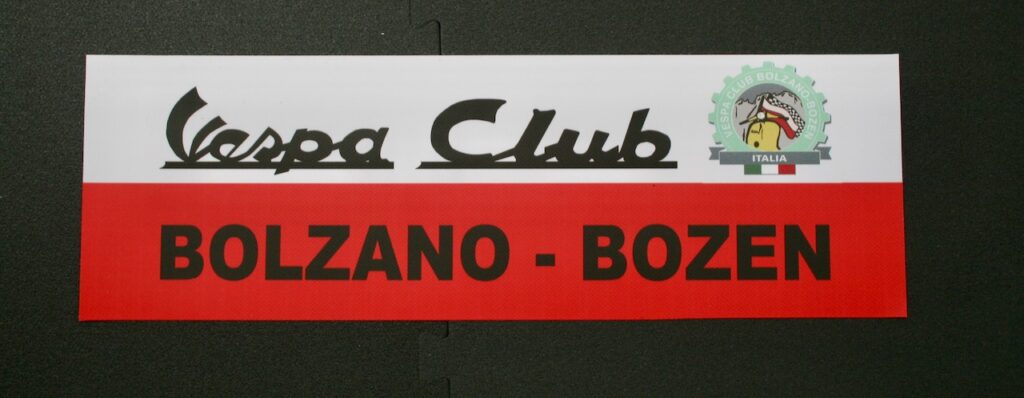 Vespa Club
VESPA CLUB BOLZANO-BOZEN
ITALIA
BOLZANO - BOZEN